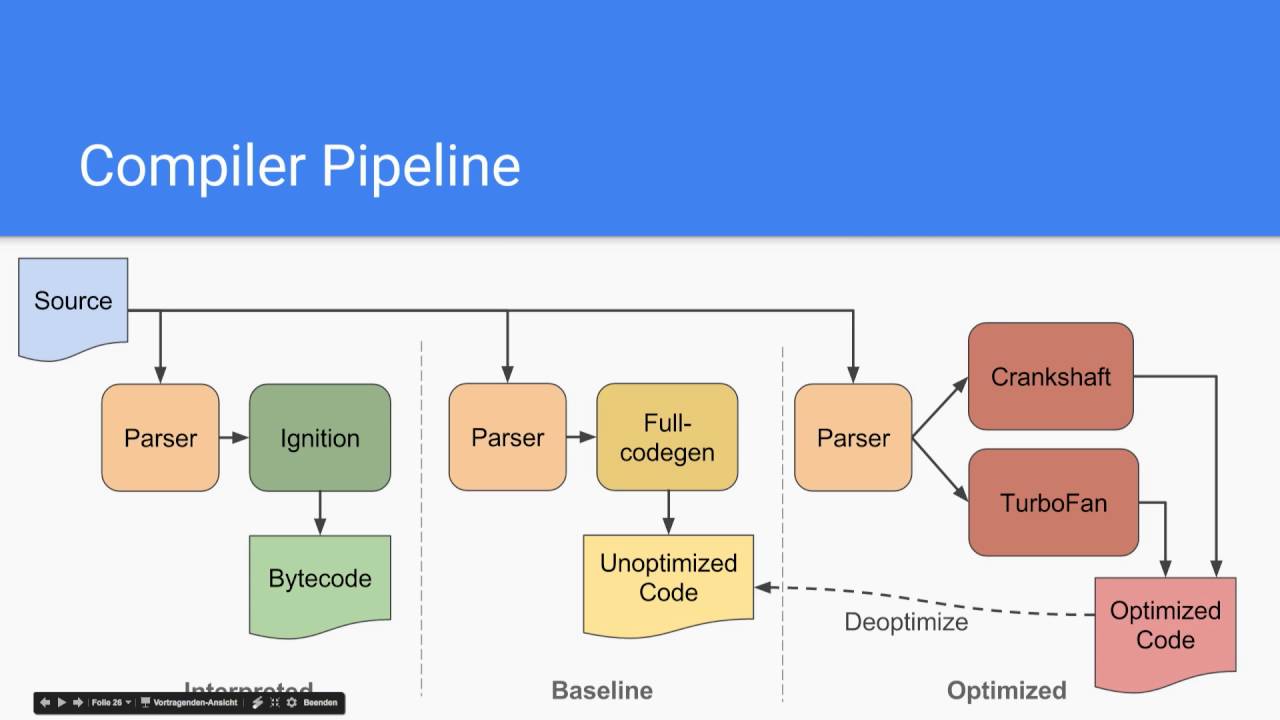 Compiler Pipeline
Source
Parser
Ignition
Bytecode
Parser
Full-
codegen
Unoptimized
Code
Parser
Crankshaft
TurboFan
Optimized
Code
Deoptimize
Interpreted
Baseline
Optimized
Folie 26
Vortragenden-Ansicht
Beenden